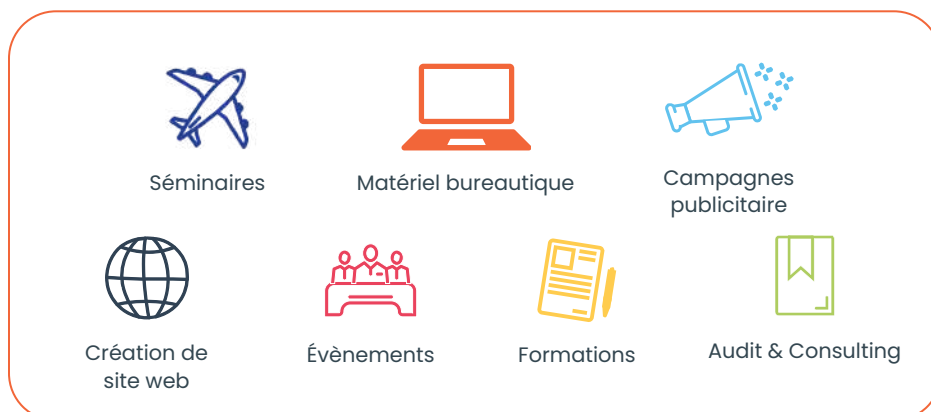 Séminaires
Matériel bureautique
Campagnes
publicitaire
Création de
site web
Évènements
Formations
Audit & Consulting